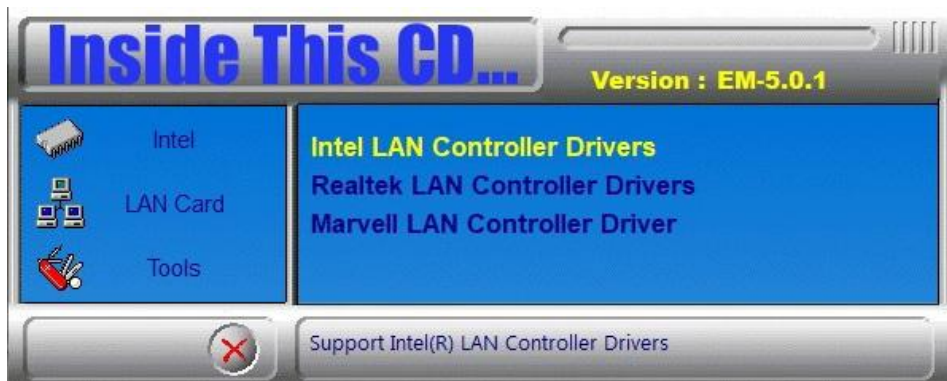 Inside This CD...
Version : EM-5.0.1
Intel
LAN Card
Tools
Intel LAN Controller Drivers
Realtek LAN Controller Drivers
Marvell LAN Controller Driver
Support Intel(R) LAN Controller Drivers